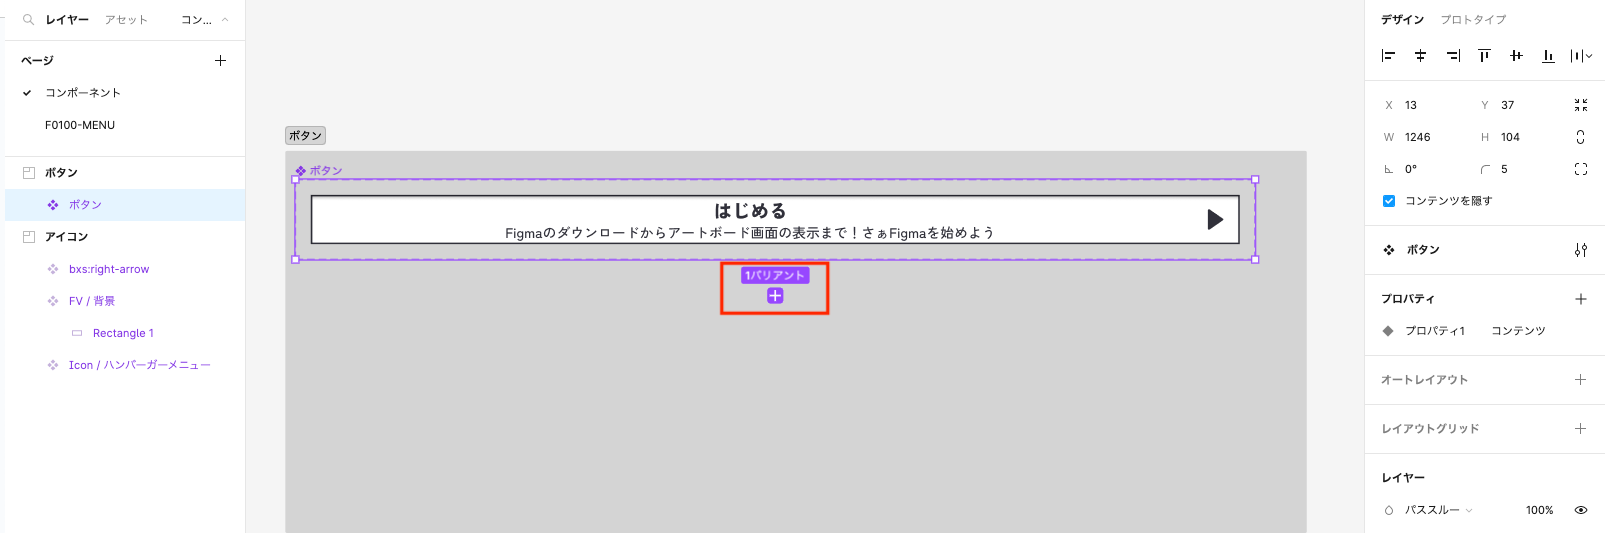 レイヤー アセット コン...
ページ
コンポーネント
F0100-MENU
ボタン
ボタン
アイコン
bxs:right-arrow
FV / 背景
Rectangle 1
Icon / ハンバーガーメニュー
ボタン
ボタン
はじめる
Figmaのダウンロードからアートボード画面の表示まで！さぁFigmaを始めよう
1バリアント
デザイン プロトタイプ
X 13 Y 37
W 1246 H 104
0° 5
コンテンツを隠す
ボタン
プロパティ
プロパティ1 コンテンツ
オートレイアウト
レイアウトグリッド
レイヤー
パススルー 100%